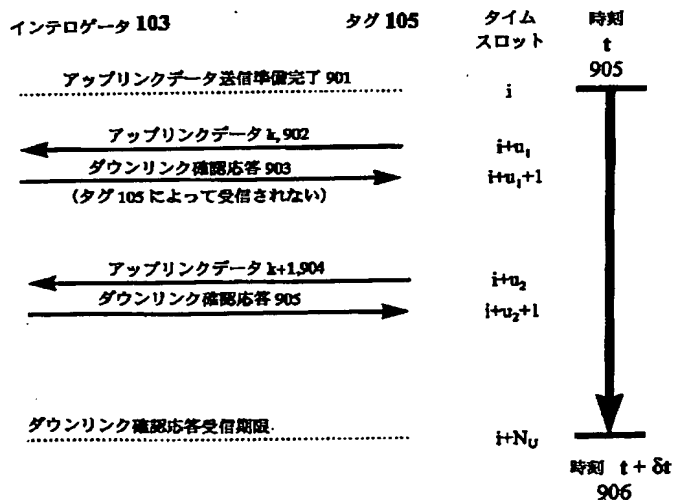 インテロゲータ 103
タグ 105
タイム
スロット
時刻
t
905
アップリンクデータ送信準備完了 901
i
アップリンクデータ k, 902
i+u₁
ダウンリンク確認応答 903
i+u₁+1
(タグ 105 によって受信されない)
アップリンクデータ k+1,904
i+u₂
ダウンリンク確認応答 905
i+u₂+1
ダウンリンク確認応答受信期限
i+N_U
時刻 t + δt
906